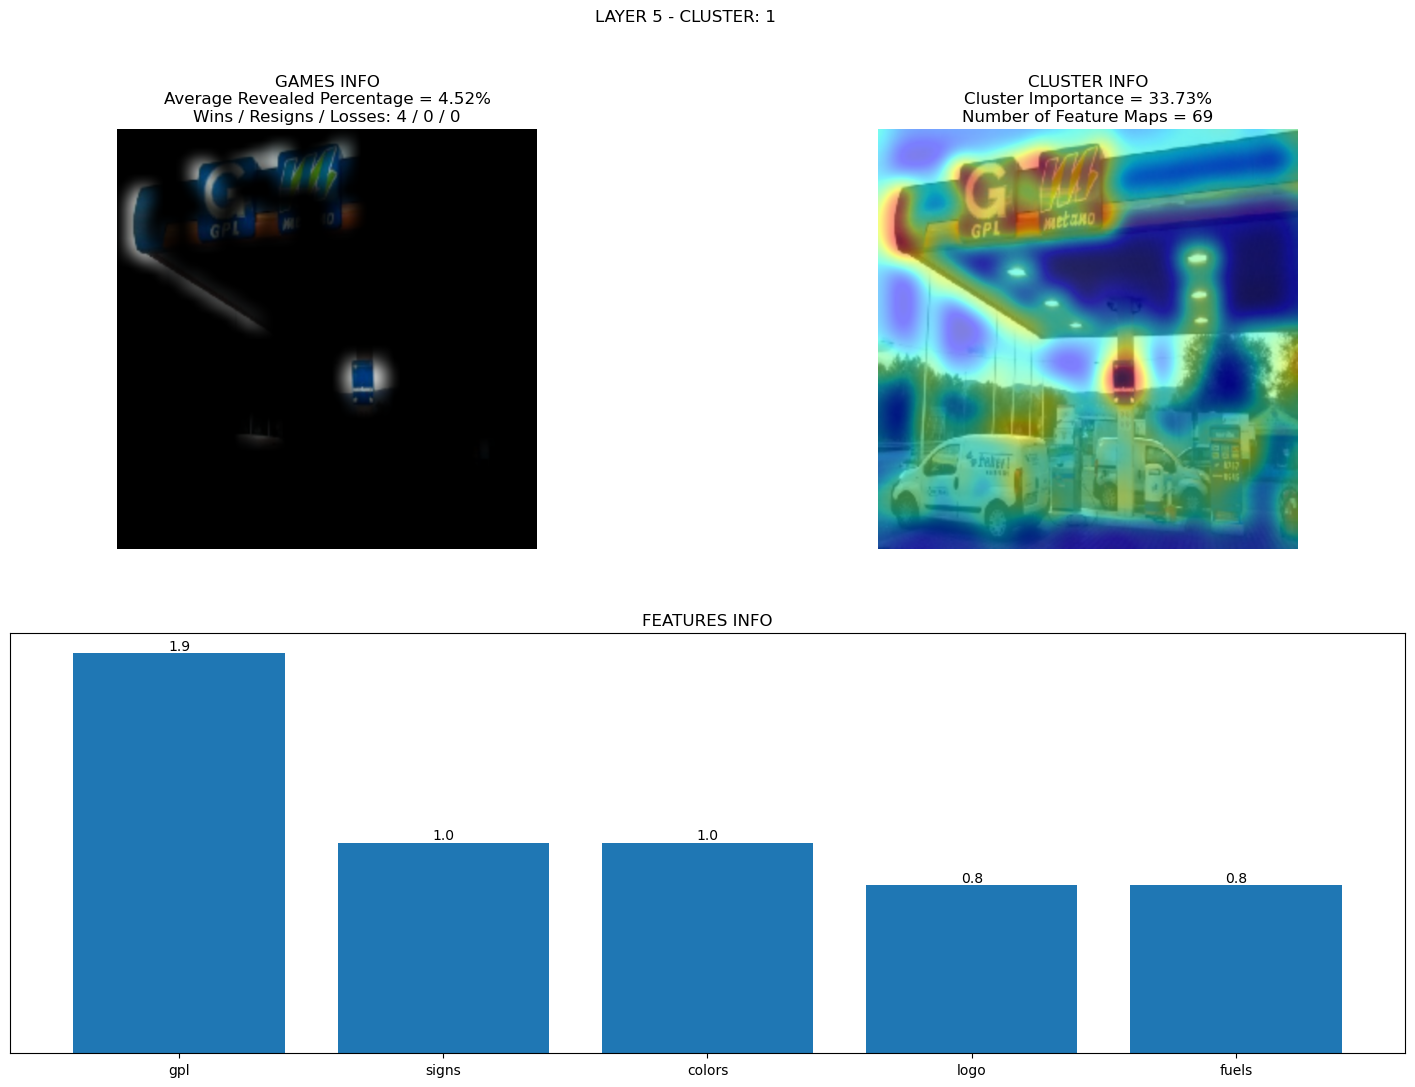 LAYER 5 - CLUSTER: 1
GAMES INFO
Average Revealed Percentage = 4.52%
Wins / Resigns / Losses: 4 / 0 / 0
G
GPL
CLUSTER INFO
Cluster Importance = 33.73%
Number of Feature Maps = 69
G
GPL
metano
FEATURES INFO
1.9
1.0
1.0
0.8
0.8
gpl
signs
colors
logo
fuels